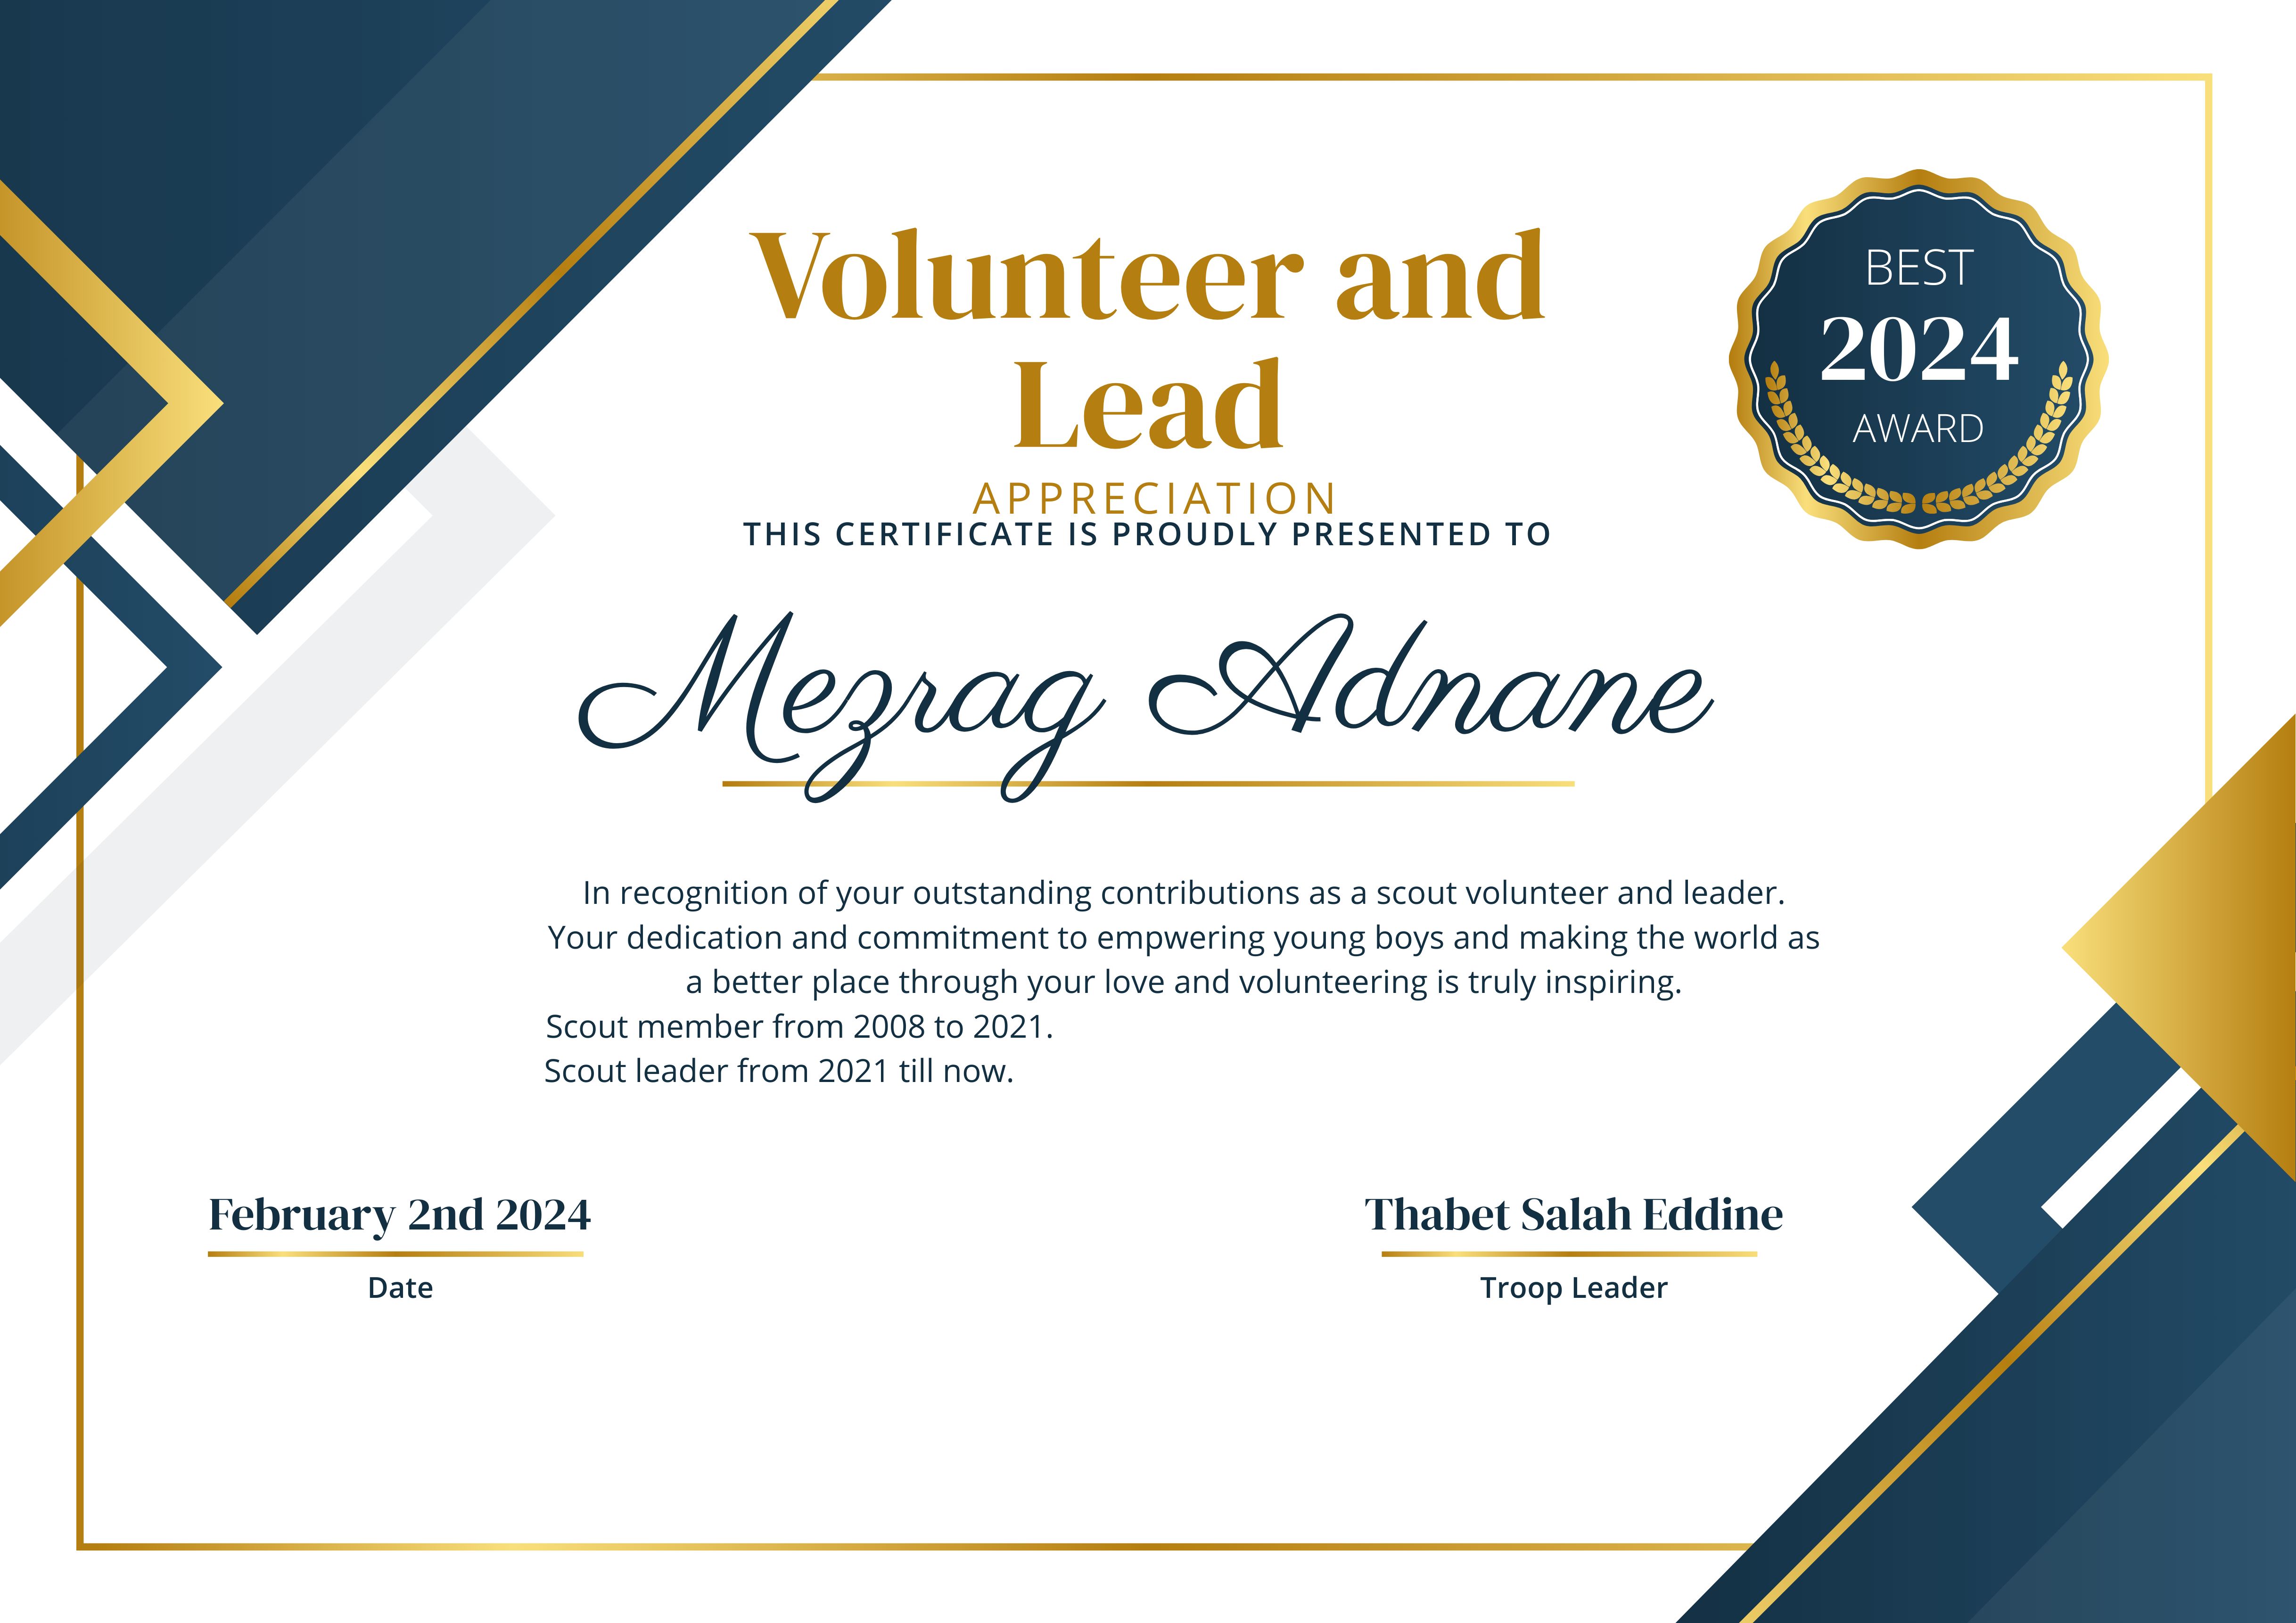 Volunteer and
Lead
APPRECIATION
THIS CERTIFICATE IS PROUDLY PRESENTED TO
BEST
2024
AWARD
Mezrag Adnane
In recognition of your outstanding contributions as a scout volunteer and leader.
Your dedication and commitment to empwering young boys and making the world as
a better place through your love and volunteering is truly inspiring.
Scout member from 2008 to 2021.
Scout leader from 2021 till now.
February 2nd 2024
Date
Thabet Salah Eddine
Troop Leader